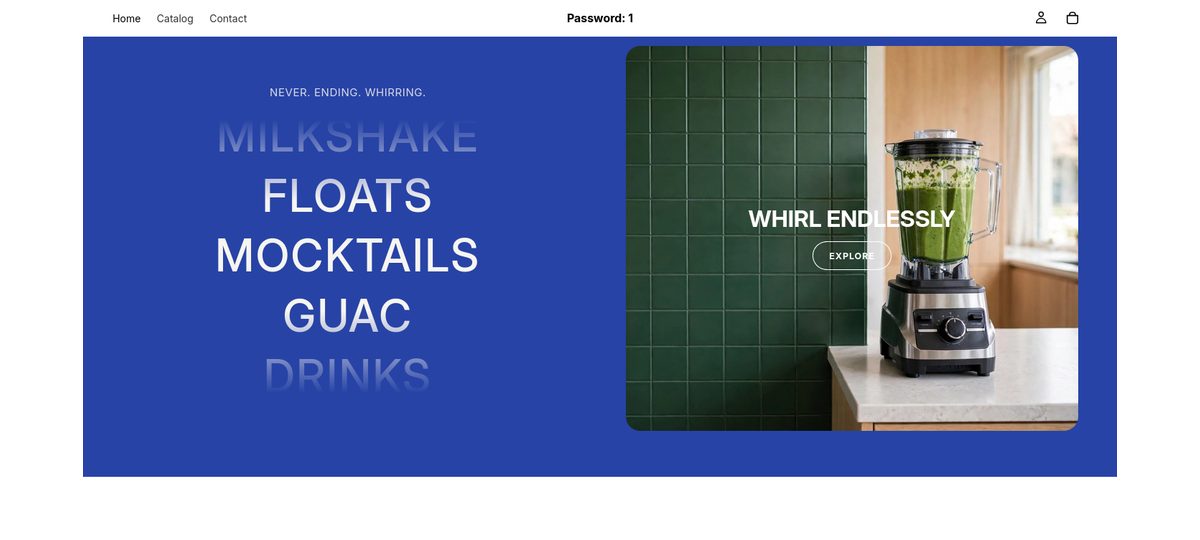 Home Catalog Contact
Password: 1
NEVER. ENDING. WHIRRING.
MILKSHAKE
FLOATS
MOCKTAILS
GUAC
DRINKS
WHIRL ENDLESSLY
EXPLORE